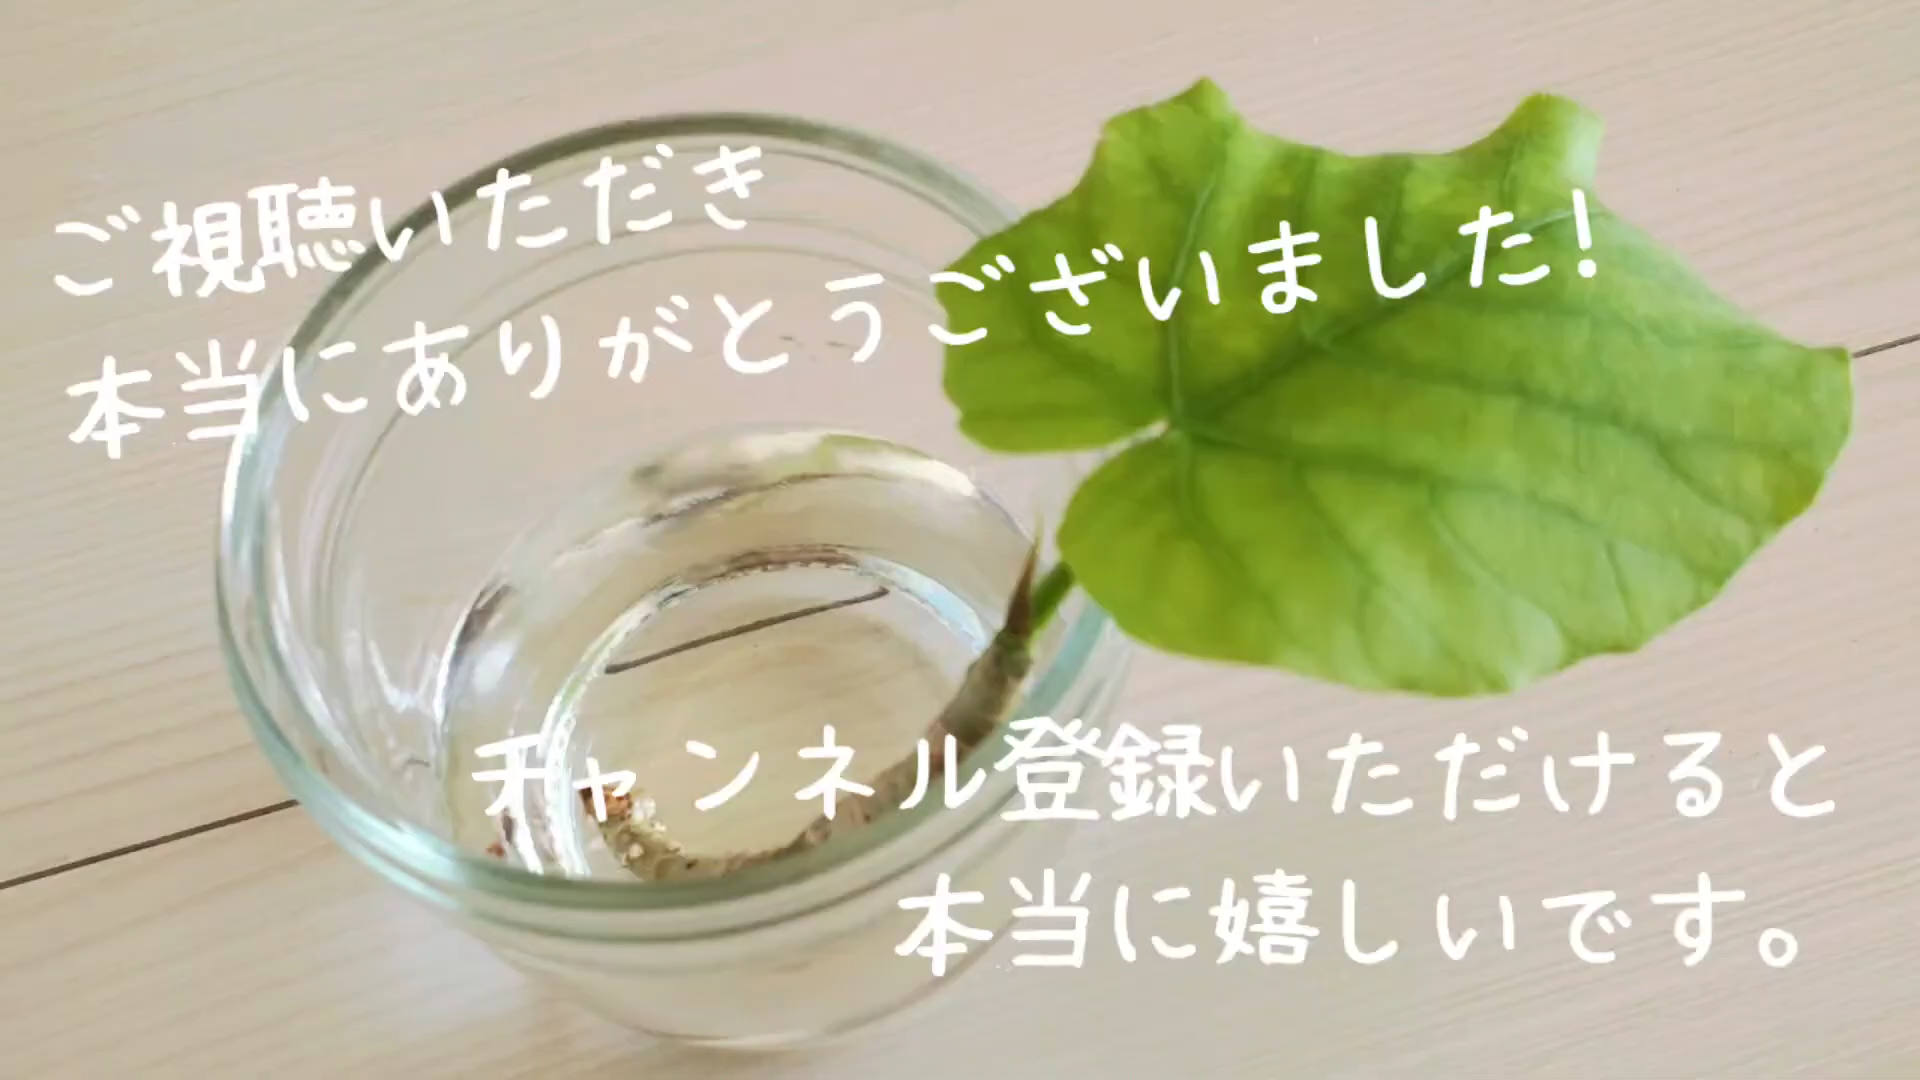 ご視聴いただき
本当にありがとうございました!
チャンネル登録いただけると
本当に嬉しいです。